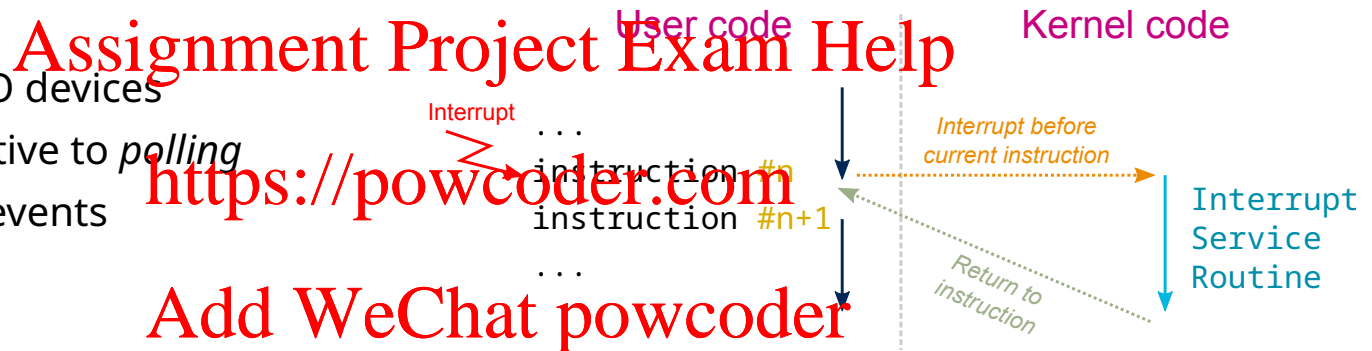 User code
Kernel code
Assignment Project Exam Help
O devices
Interrupt
...
Interrupt before
current instruction
tive to polling
instruction #n
https://powcoder.com
events
instruction #n+1
Interrupt
Service
Routine
...
Return to
instruction
Add WeChat powcoder